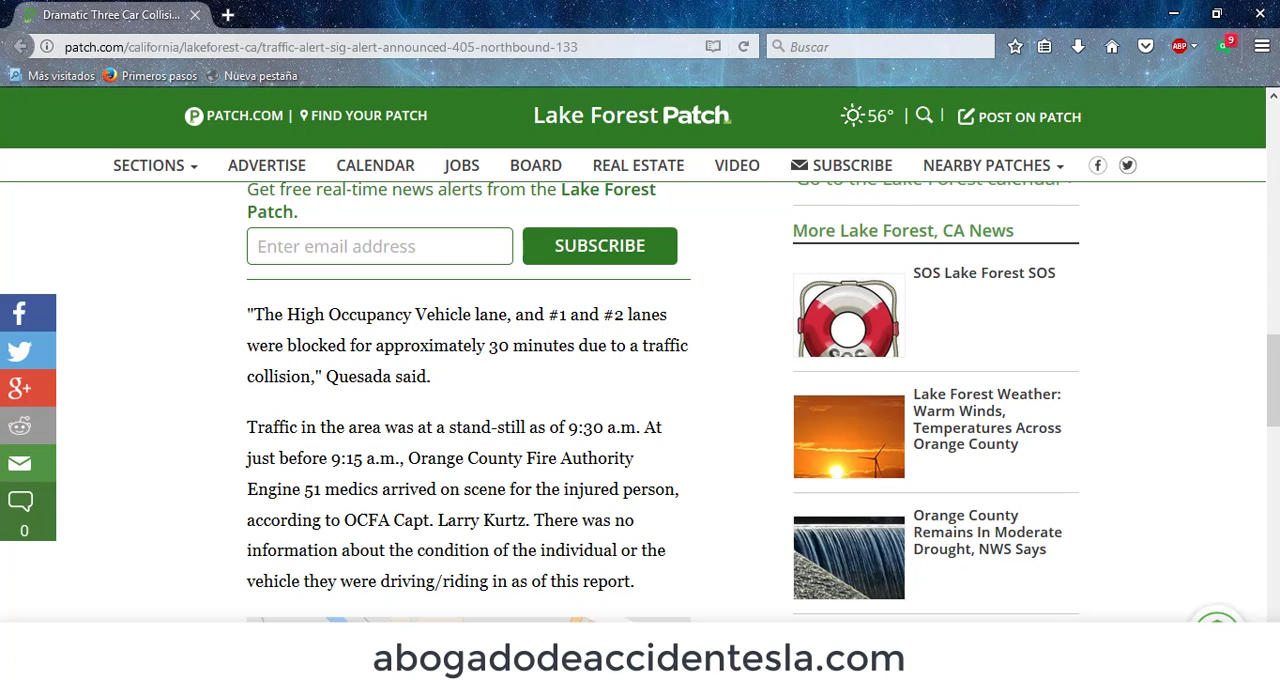 Dramatic Three Car Collisi...
patch.com/california/lakeforest-ca/traffic-alert-sig-alert-announced-405-northbound-133
Buscar
ABP
9
Más visitados
Primeros pasos
Nueva pestaña
PATCH.COM | FIND YOUR PATCH
Lake Forest Patch
56°
POST ON PATCH
SECTIONS
ADVERTISE
CALENDAR
JOBS
BOARD
REAL ESTATE
VIDEO
SUBSCRIBE
NEARBY PATCHES
Get free real-time news alerts from the Lake Forest
Patch.
Enter email address
SUBSCRIBE
"The High Occupancy Vehicle lane, and #1 and #2 lanes
were blocked for approximately 30 minutes due to a traffic
collision," Quesada said.
Traffic in the area was at a stand-still as of 9:30 a.m. At
just before 9:15 a.m., Orange County Fire Authority
Engine 51 medics arrived on scene for the injured person,
according to OCFA Capt. Larry Kurtz. There was no
information about the condition of the individual or the
vehicle they were driving/riding in as of this report.
0
Go to the Lake Forest calendar
More Lake Forest, CA News
SOS Lake Forest SOS
SOS
Lake Forest Weather:
Warm Winds,
Temperatures Across
Orange County
Orange County
Remains In Moderate
Drought, NWS Says
abogadodeaccidentesla.com